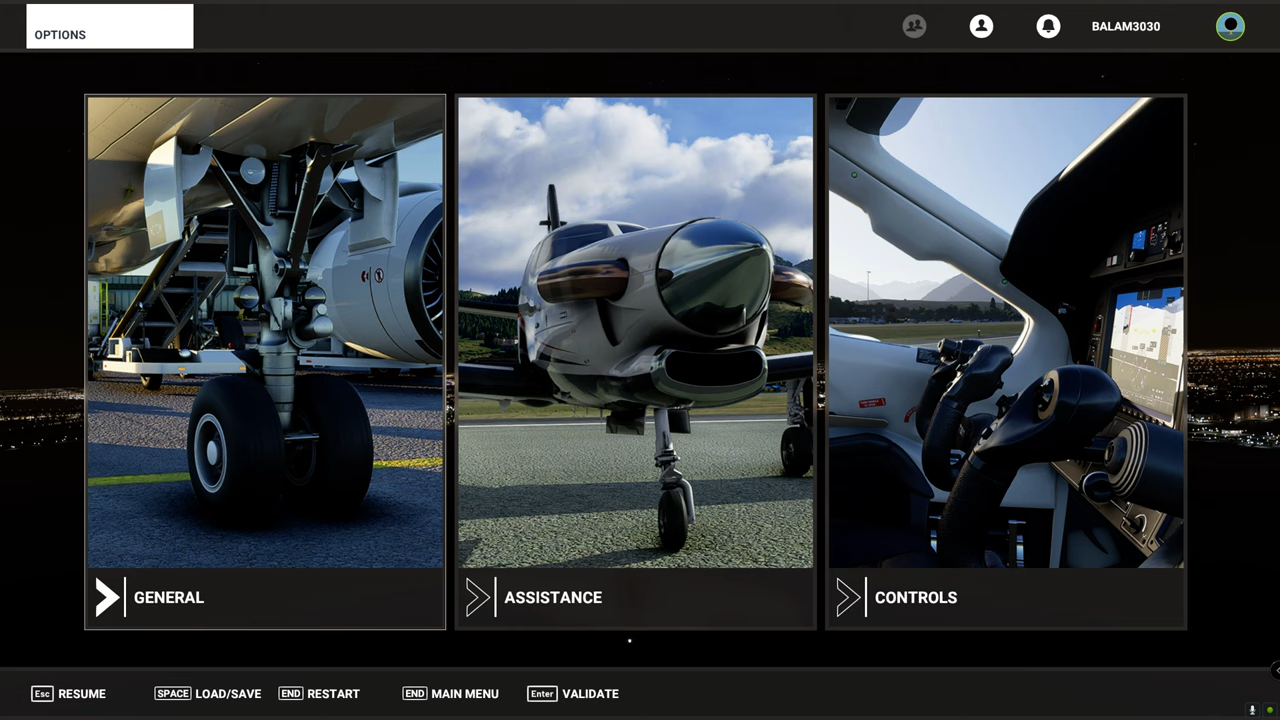 OPTIONS
BALAM3030
GENERAL
ASSISTANCE
CONTROLS
Esc RESUME
SPACE LOAD/SAVE
END RESTART
END MAIN MENU
Enter VALIDATE